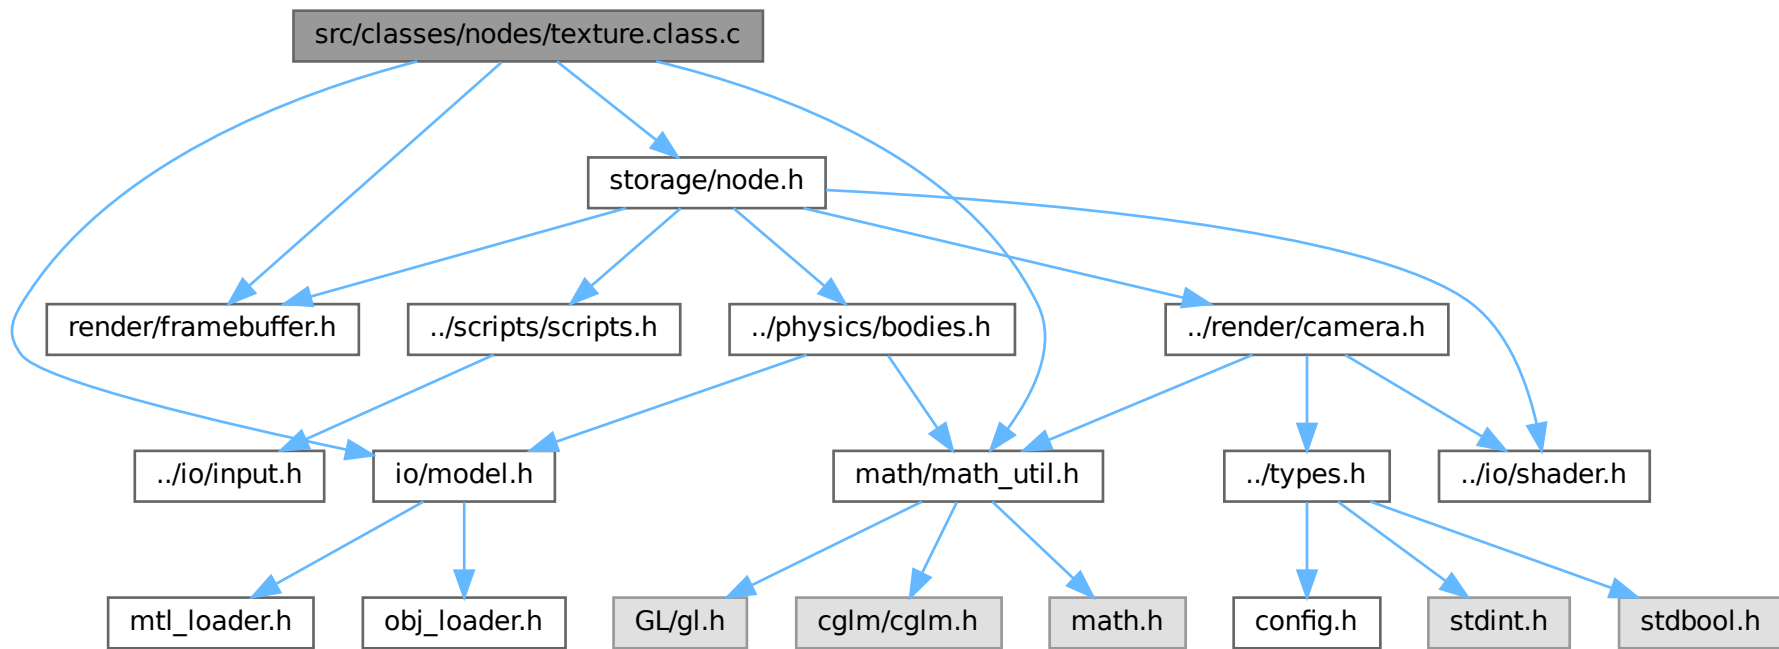 src/classes/nodes/texture.class.c
storage/node.h
render/framebuffer.h
../scripts/scripts.h
../physics/bodies.h
../render/camera.h
../io/input.h
io/model.h
math/math_util.h
../types.h
../io/shader.h
mtl_loader.h
obj_loader.h
GL/gl.h
cglm/cglm.h
math.h
config.h
stdint.h
stdbool.h